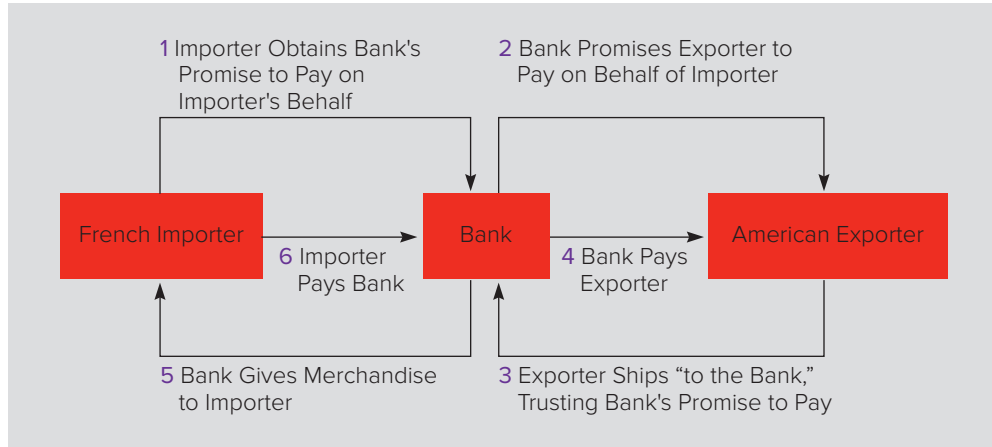 1 Importer Obtains Bank's
Promise to Pay on
Importer's Behalf
2 Bank Promises Exporter to
Pay on Behalf of Importer
French Importer
Bank
American Exporter
6 Importer
Pays Bank
4 Bank Pays
Exporter
5 Bank Gives Merchandise
to Importer
3 Exporter Ships “to the Bank,”
Trusting Bank's Promise to Pay